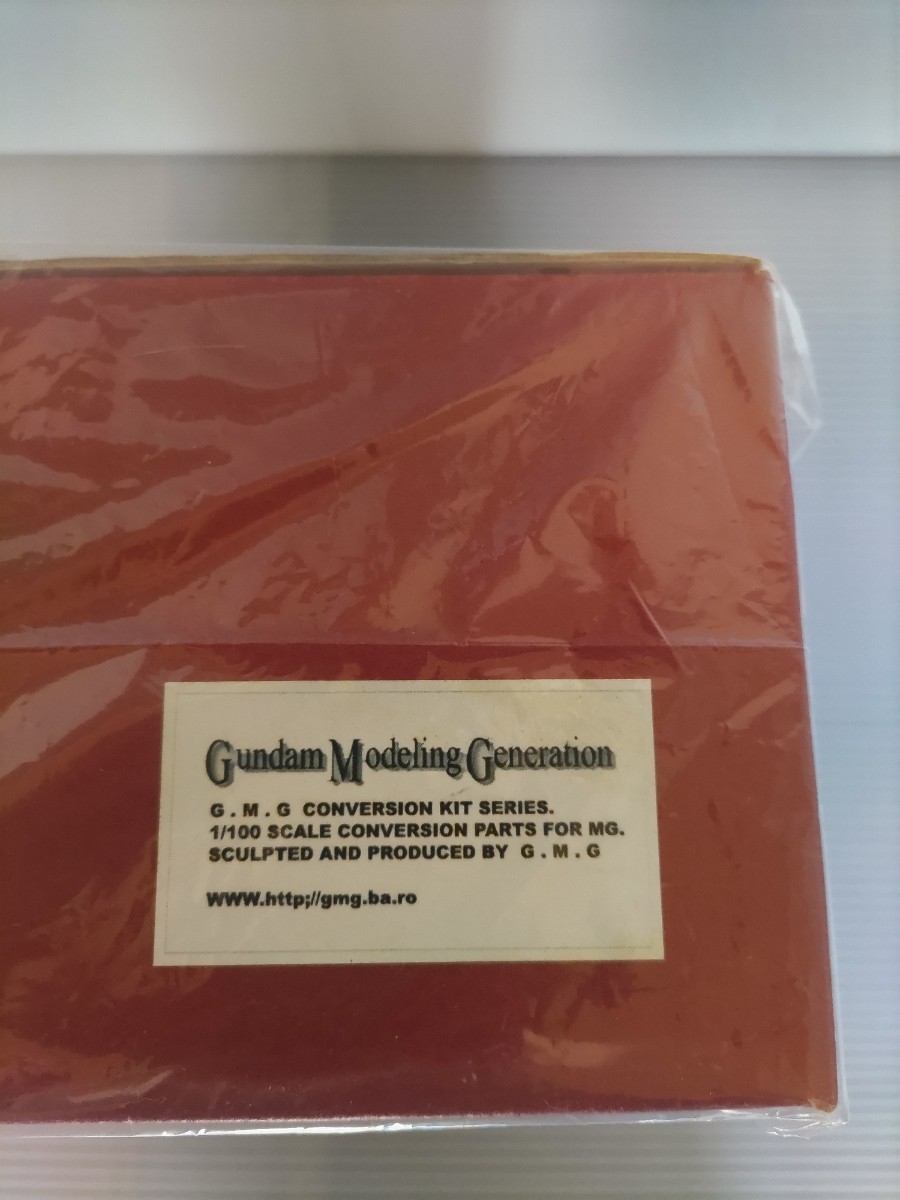 Gundam Modeling Generation
G.M.G CONVERSION KIT SERIES.
1/100 SCALE CONVERSION PARTS FOR MG.
SCULPTED AND PRODUCED BY G.M.G
WWW.http;//gmg.ba.ro